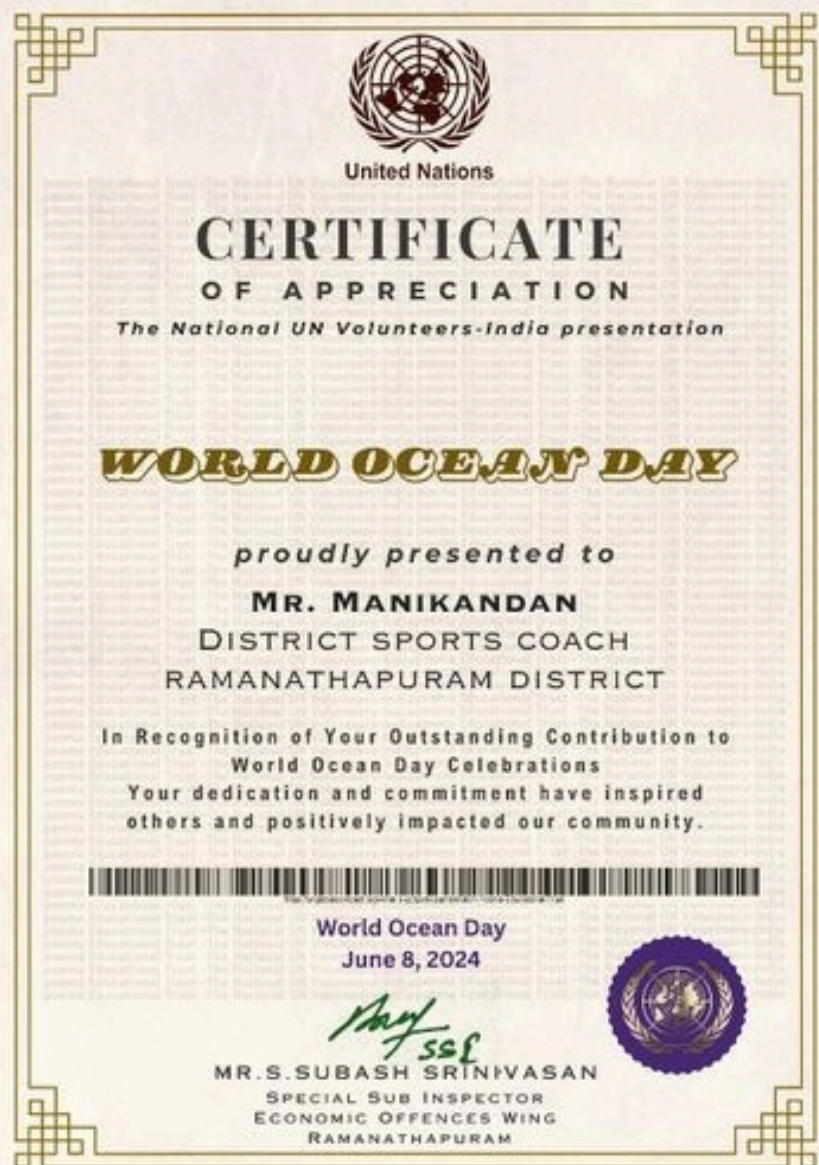 United Nations
CERTIFICATE
OF APPRECIATION
The National UN Volunteers-India presentation
WORLD OCEAN DAY
proudly presented to
MR. MANIKANDAN
DISTRICT SPORTS COACH
RAMANATHAPURAM DISTRICT
In Recognition of Your Outstanding Contribution to
World Ocean Day Celebrations
Your dedication and commitment have inspired
others and positively impacted our community.
World Ocean Day
June 8, 2024
SSI
MR.S.SUBASH SRINIVASAN
SPECIAL SUB INSPECTOR
ECONOMIC OFFENCES WING
RAMANATHAPURAM